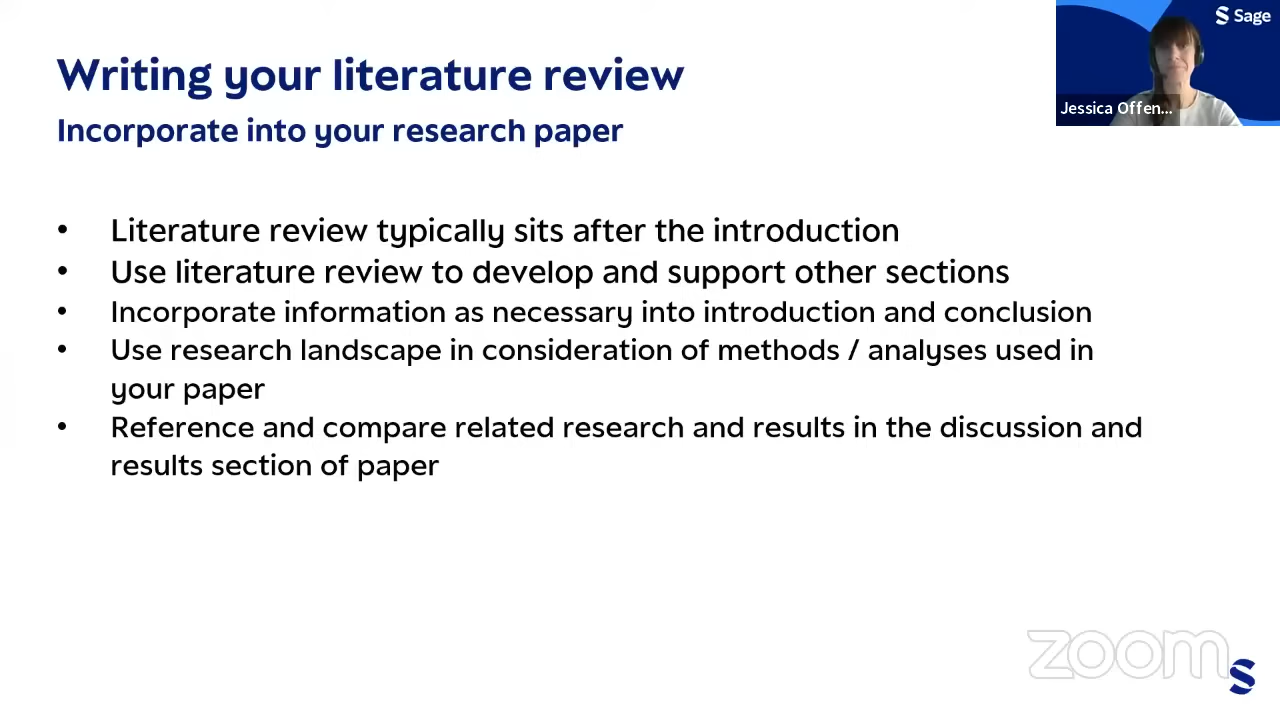 Writing your literature review
Incorporate into your research paper
Sage
Jessica Offen...
• Literature review typically sits after the introduction
• Use literature review to develop and support other sections
• Incorporate information as necessary into introduction and conclusion
• Use research landscape in consideration of methods / analyses used in
your paper
• Reference and compare related research and results in the discussion and
results section of paper
zoom